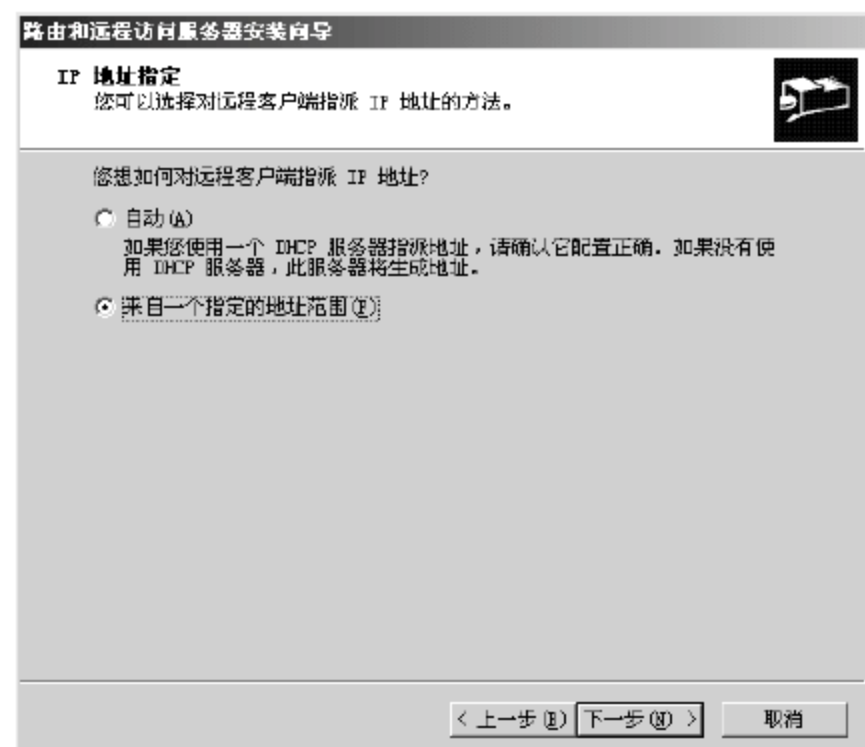 路由和远程访问服务器安装向导
IP 地址指定
您可以选择对远程客户端指派 IP 地址的方法。
您想如何对远程客户端指派 IP 地址?
自动(A)
如果您使用一个 DHCP 服务器指派地址，请确认它配置正确. 如果没有使
用 DHCP 服务器，此服务器将生成地址。
来自一个指定的地址范围(F)
< 上一步(B) 下一步(N) > 取消